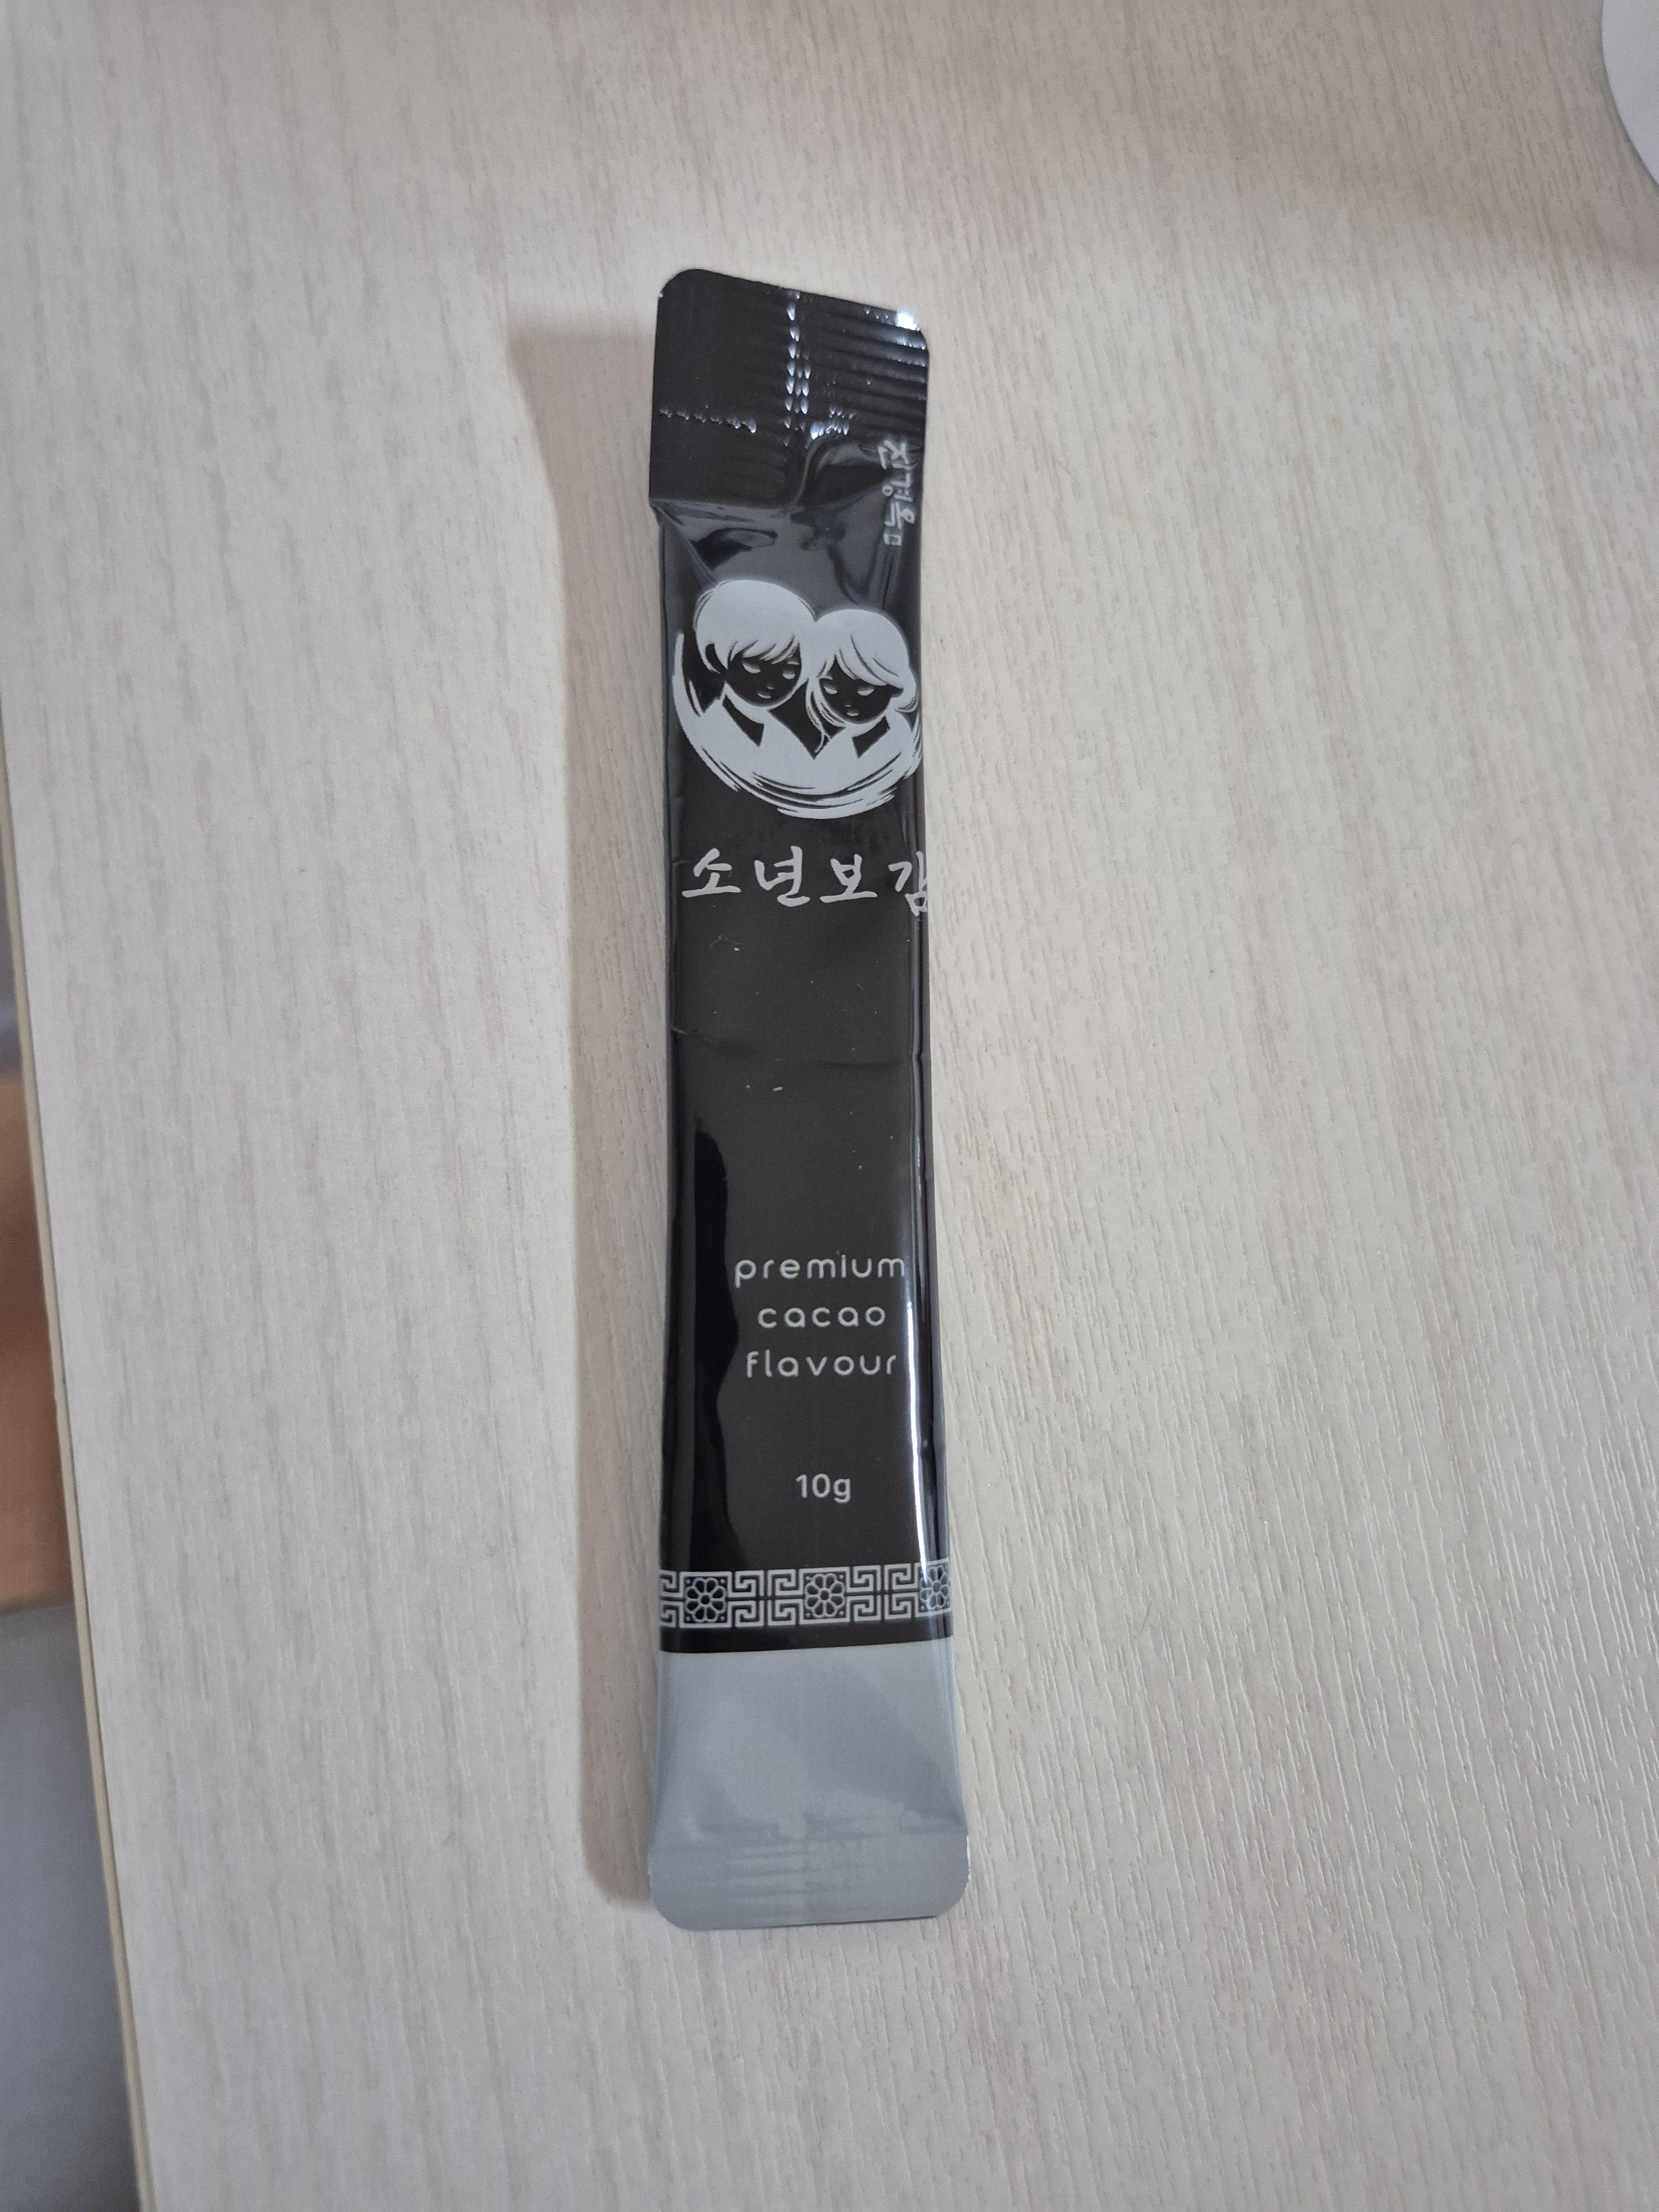 소년보감
premium
cacao
flavour
10g